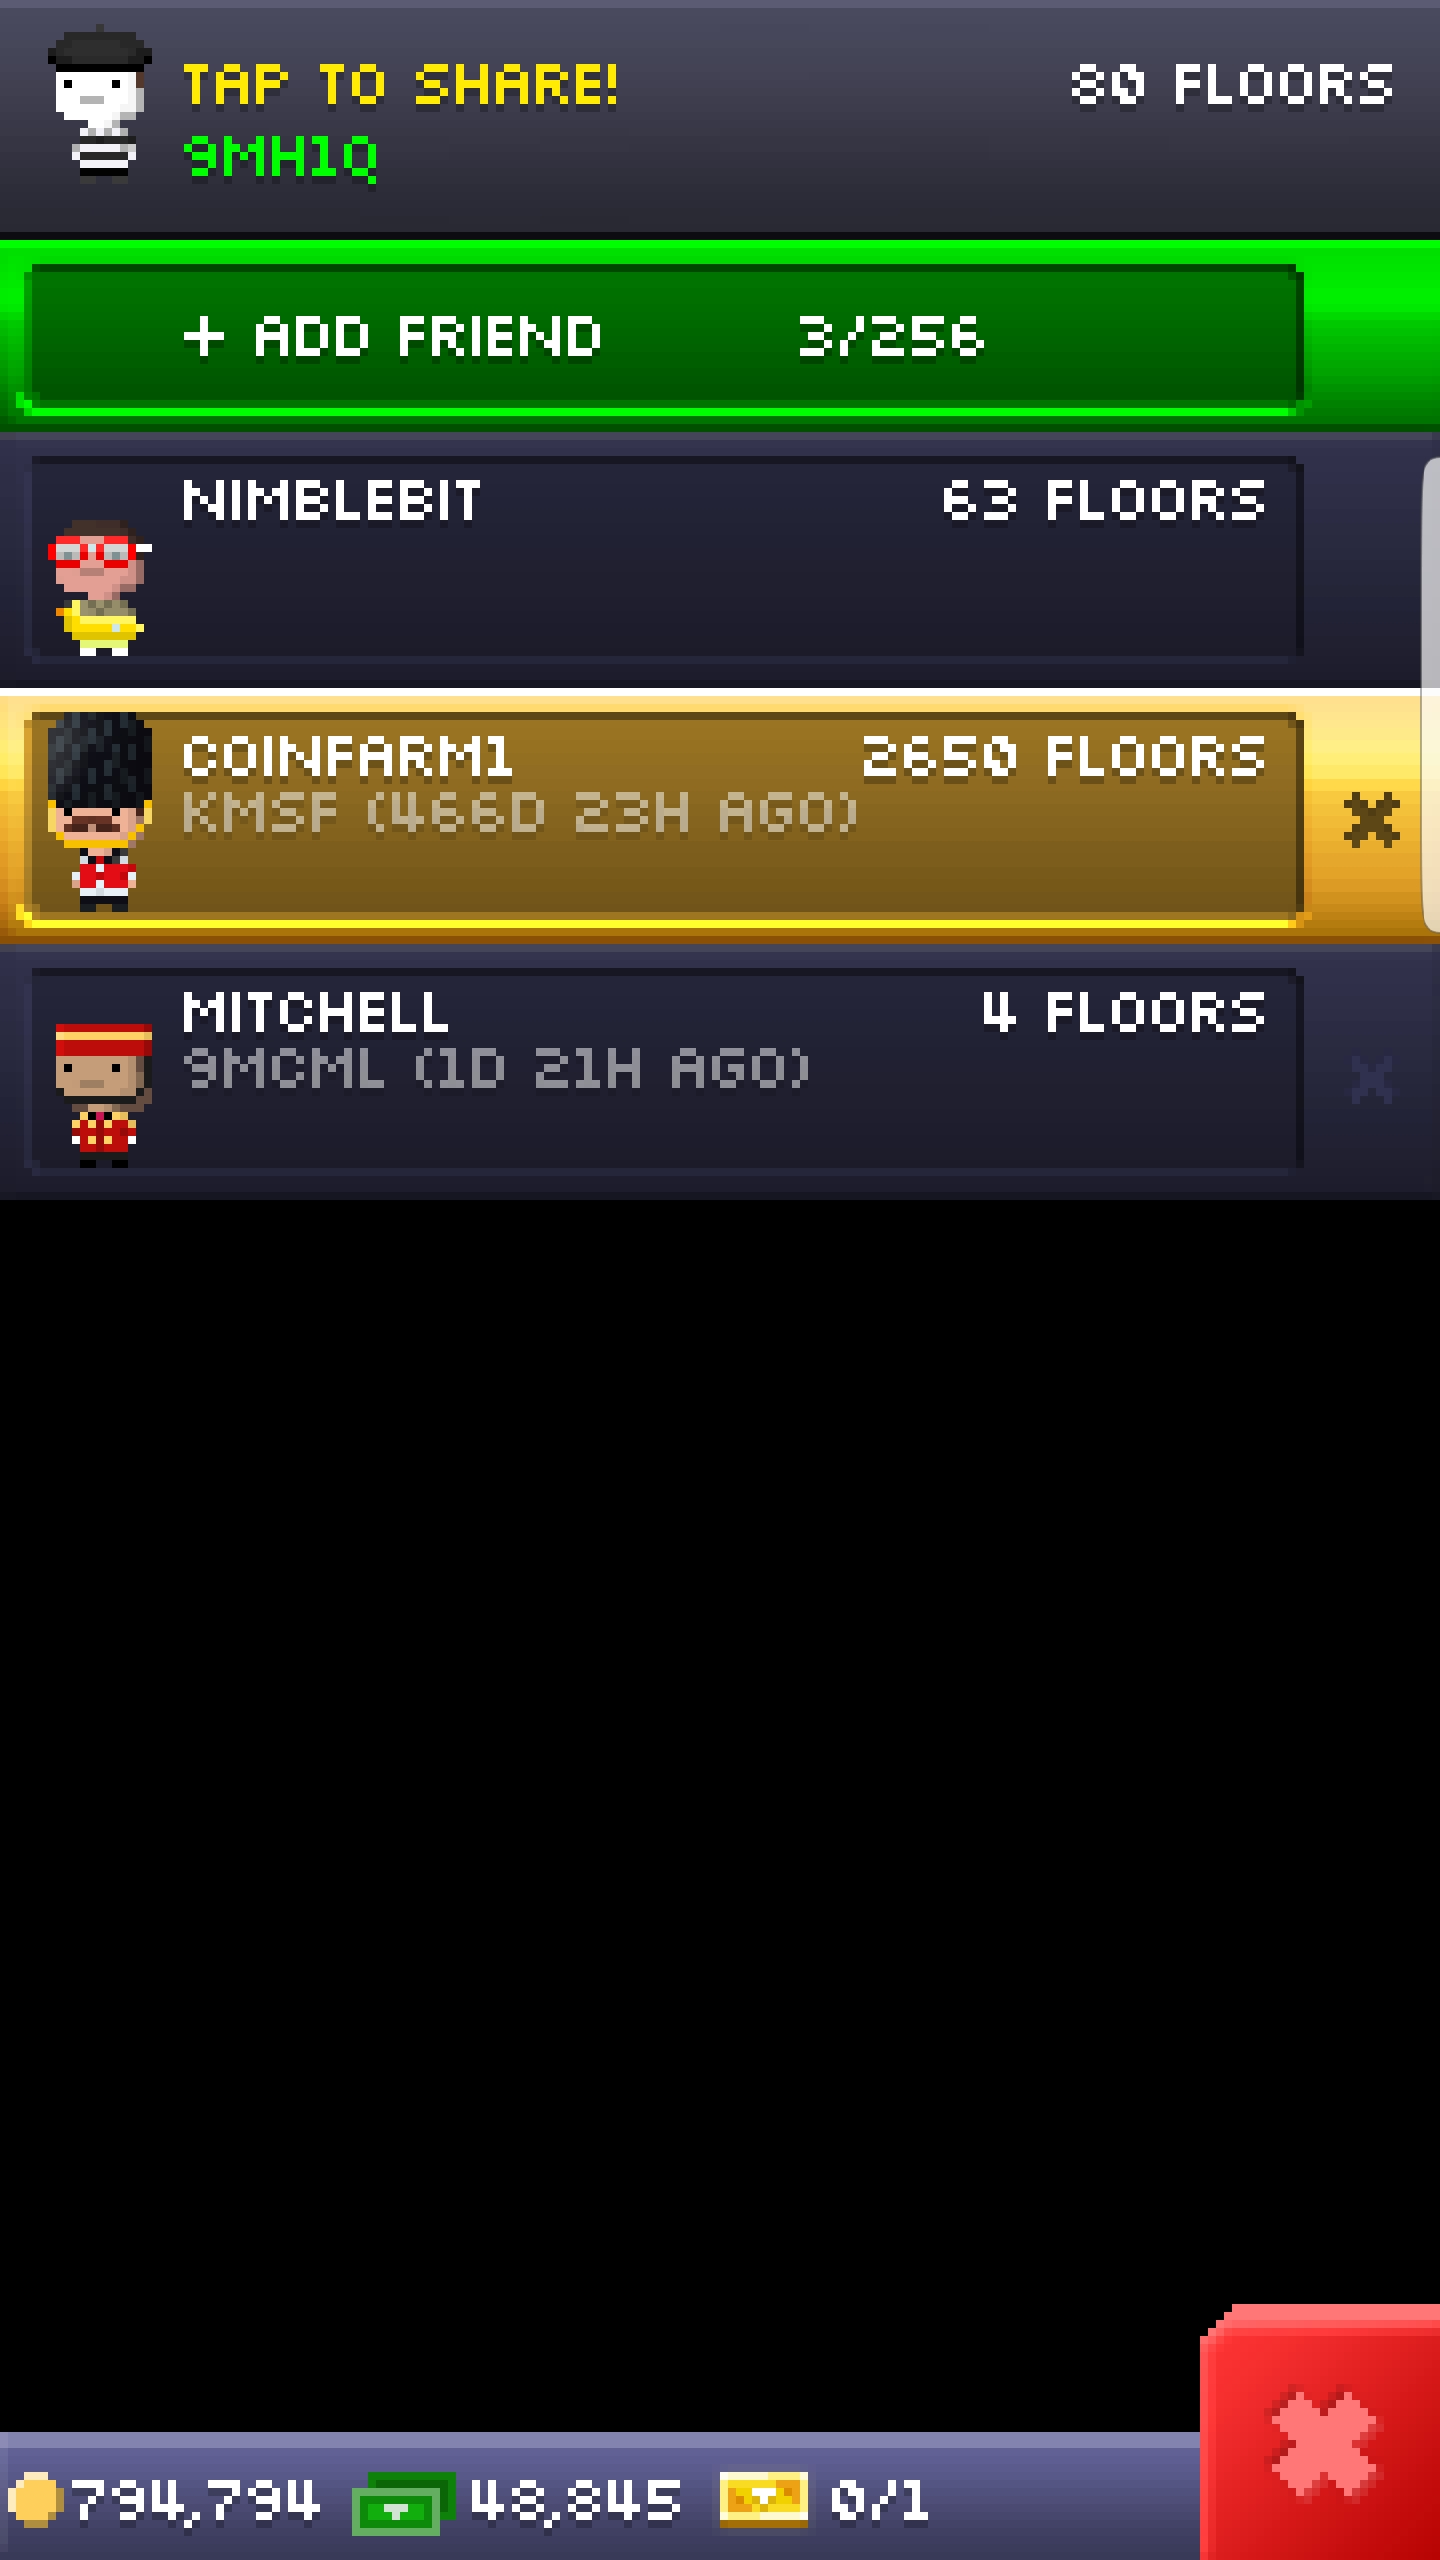 TAP TO SHARE! 80 FLOORS
9MH1Q
+ ADD FRIEND 3/256
NIMBLEBIT 63 FLOORS
COINFARM1 2650 FLOORS
KMSF (466D 23H AGO)
MITCHELL 4 FLOORS
9MCML (1D 21H AGO)
794,794 48,845 0/1